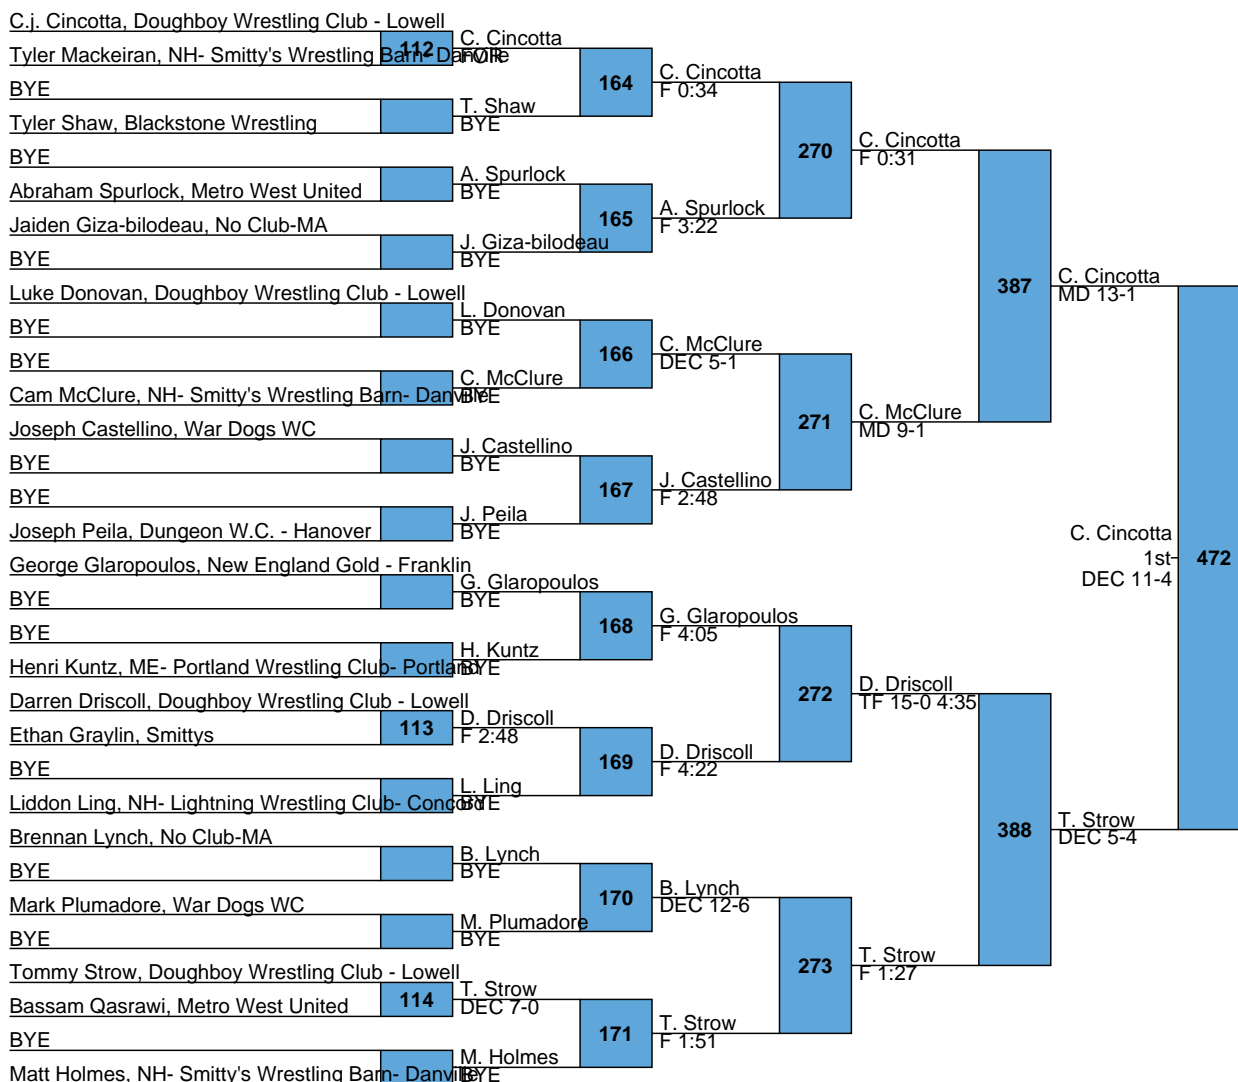 C.j. Cincotta, Doughboy Wrestling Club - Lowell
Tyler Mackeiran, NH- Smitty's Wrestling Barn- Danville
BYE
Tyler Shaw, Blackstone Wrestling
BYE
Abraham Spurlock, Metro West United
Jaiden Giza-bilodeau, No Club-MA
BYE
Luke Donovan, Doughboy Wrestling Club - Lowell
BYE
BYE
Cam McClure, NH- Smitty's Wrestling Barn- Danville
Joseph Castellino, War Dogs WC
BYE
BYE
Joseph Peila, Dungeon W.C. - Hanover
George Glaropoulos, New England Gold - Franklin
BYE
BYE
Henri Kuntz, ME- Portland Wrestling Club- Portland
Darren Driscoll, Doughboy Wrestling Club - Lowell
Ethan Graylin, Smittys
BYE
Liddon Ling, NH- Lightning Wrestling Club- Concord
Brennan Lynch, No Club-MA
BYE
Mark Plumadore, War Dogs WC
BYE
Tommy Strow, Doughboy Wrestling Club - Lowell
Bassam Qasrawi, Metro West United
BYE
Matt Holmes, NH- Smitty's Wrestling Barn- Danville
112
113
114
C. Cincotta
FOR
T. Shaw
BYE
A. Spurlock
BYE
J. Giza-bilodeau
BYE
L. Donovan
BYE
C. McClure
BYE
J. Castellino
BYE
J. Peila
BYE
G. Glaropoulos
BYE
H. Kuntz
BYE
D. Driscoll
F 2:48
L. Ling
BYE
B. Lynch
BYE
M. Plumadore
BYE
T. Strow
DEC 7-0
M. Holmes
BYE
164
165
166
167
168
169
170
171
C. Cincotta
F 0:34
A. Spurlock
F 3:22
C. McClure
DEC 5-1
J. Castellino
F 2:48
G. Glaropoulos
F 4:05
D. Driscoll
F 4:22
B. Lynch
DEC 12-6
T. Strow
F 1:51
270
271
272
273
C. Cincotta
F 0:31
C. McClure
MD 9-1
D. Driscoll
TF 15-0 4:35
T. Strow
F 1:27
387
388
C. Cincotta
MD 13-1
T. Strow
DEC 5-4
C. Cincotta
1st
DEC 11-4
472